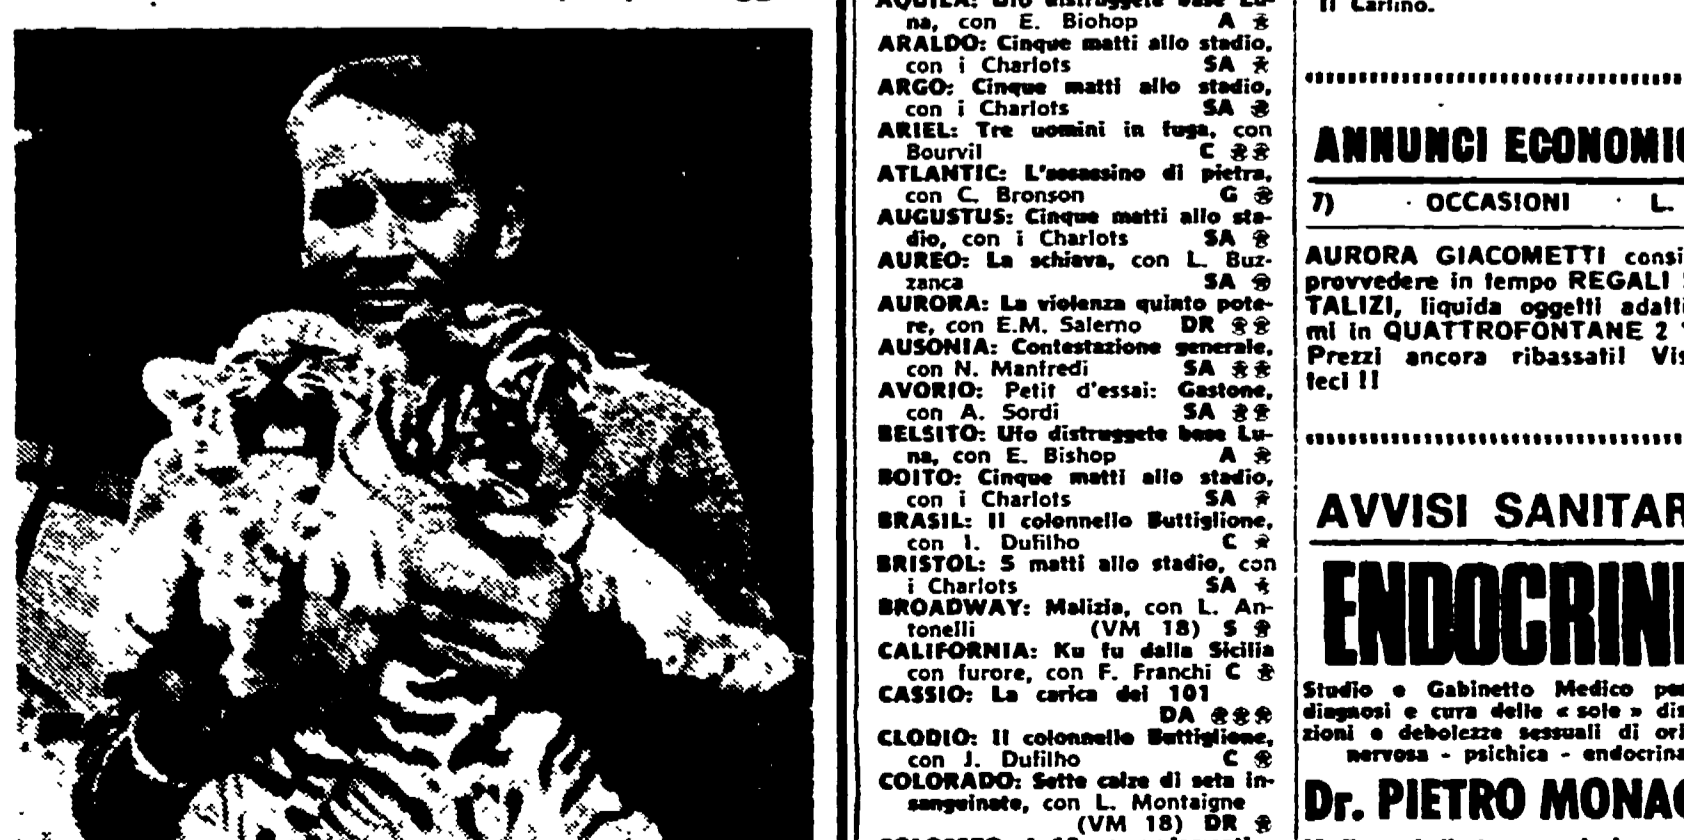 na, con E. Biohop A ✻
ARALDO: Cinque matti allo stadio,
con i Charlots SA ✻
ARGO: Cinque matti allo stadio,
con i Charlots SA ✻
ARIEL: Tre uomini in fuga, con
Bourvil C ✻✻
ATLANTIC: L'assassino di pietra,
con C. Bronson G ✻
AUGUSTUS: Cinque matti allo sta-
dio, con i Charlots SA ✻
AUREO: La schiava, con L. Buz-
zanca SA ✻
AURORA: La violenza quinto pote-
re, con E.M. Salerno DR ✻✻
AUSONIA: Contestazione generale,
con N. Manfredi SA ✻✻
AVORIO: Petit d'essai: Gastone,
con A. Sordi SA ✻✻
BELSITO: Ufo distruggete base Lu-
na, con E. Bishop A ✻
BOITO: Cinque matti allo stadio,
con i Charlots SA ✻
BRASIL: Il colonnello Buttiglione,
con I. Dufilho C ✻
BRISTOL: 5 matti allo stadio, con
i Charlots SA ✻
BROADWAY: Malizia, con L. An-
tonelli (VM 18) S ✻
CALIFORNIA: Ku fu dalla Sicilia
con furore, con F. Franchi C ✻
CASSIO: La carica dei 101
DA ✻✻✻
CLODIO: Il colonnello Buttiglione,
con J. Dufilho C ✻
COLORADO: Sette calze di seta in-
sanguinate, con L. Montaigne
(VM 18) DR ✻
Il Carlino.
ANNUNCI ECONOMIC
7) · OCCASIONI · L.
AURORA GIACOMETTI consi
provvedere in tempo REGALI
TALIZI, liquida oggetti adatti
mi in QUATTROFONTANE 2
Prezzi ancora ribassati! Vis
teci !!
AVVISI SANITAR
ENDOCRIN
Studio e Gabinetto Medico per
diagnosi e cura delle « sole » dis
zioni e debolezze sessuali di ori
nervosa - psichica - endocrina
Dr. PIETRO MONAC